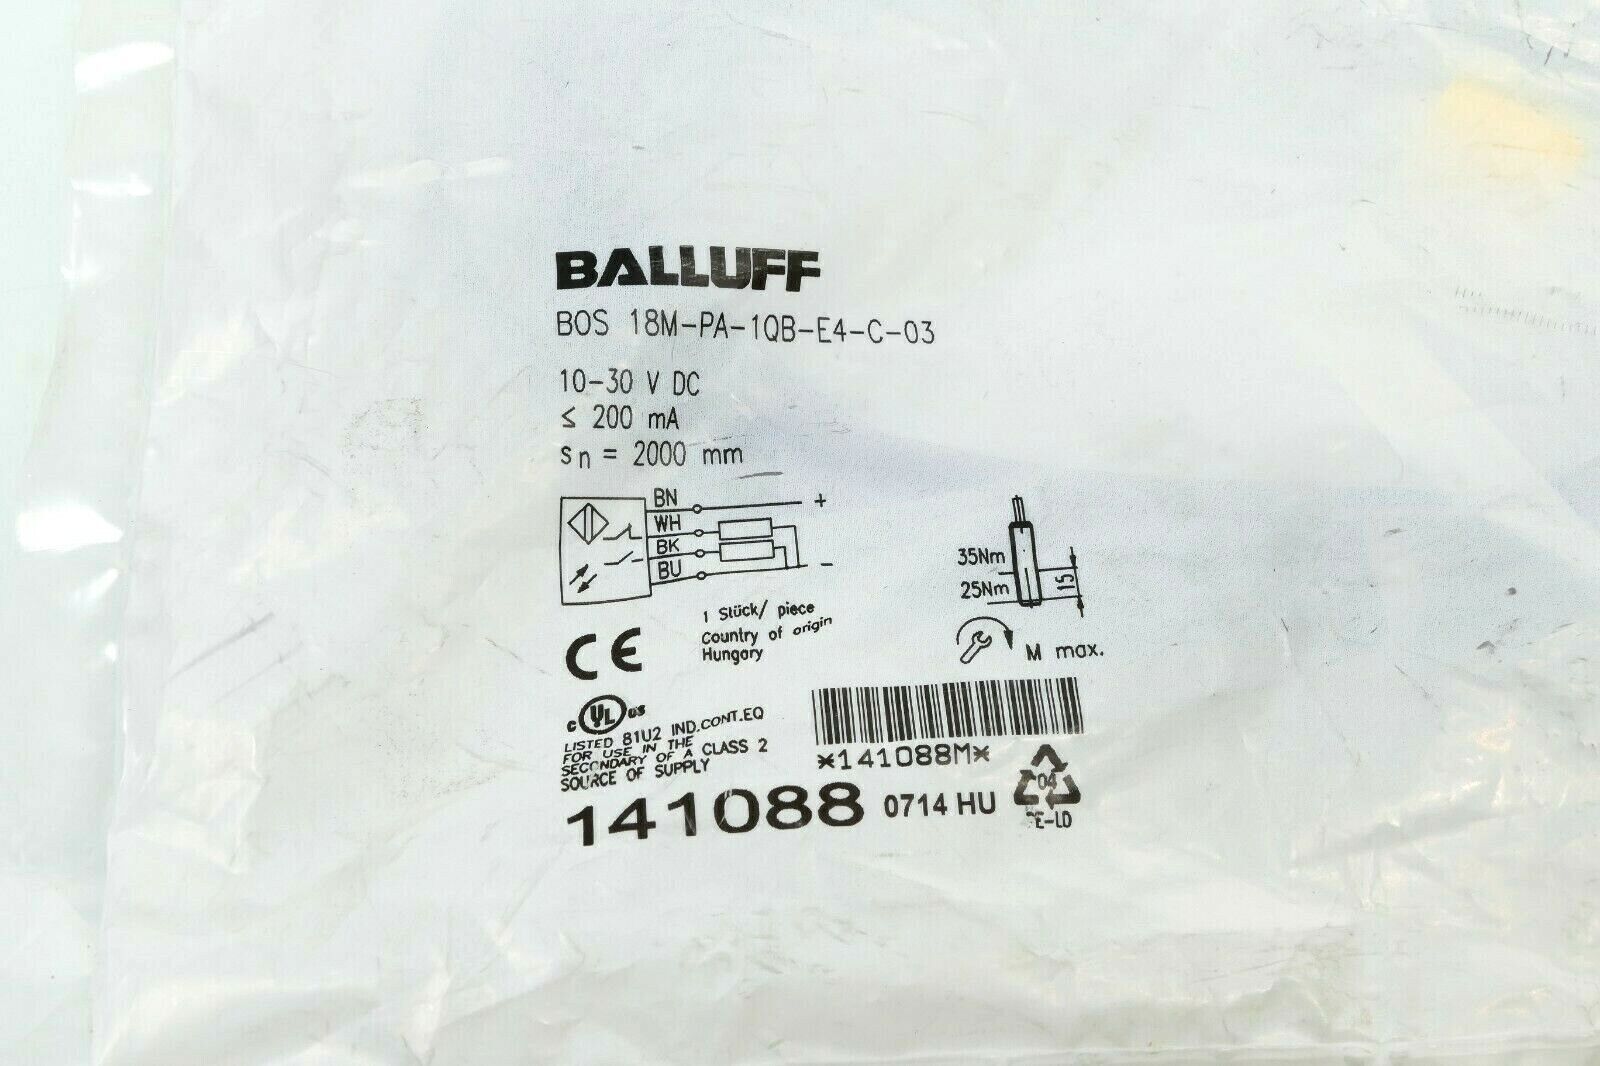 BALLUFF
BOS 18M-PA-1QB-E4-C-03
10-30 V DC
≤ 200 mA
sn = 2000 mm
BN +
WH
BK
BU -
35Nm
25Nm
15
M max.
1 Stück/ piece
Country of origin
Hungary
CE
c UL us
LISTED 81U2 IND.CONT.EQ
FOR USE IN THE
SECONDARY OF A CLASS 2
SOURCE OF SUPPLY
*141088M*
141088 0714 HU
04
PE-LD